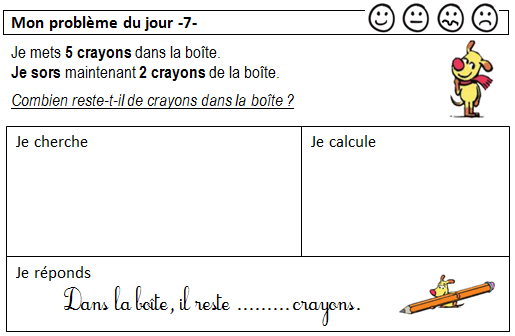 Mon problème du jour -7-
Je mets 5 crayons dans la boîte.
Je sors maintenant 2 crayons de la boîte.
Combien reste-t-il de crayons dans la boîte ?
Je cherche
Je calcule
Je réponds
Dans la boîte, il reste ......... crayons.